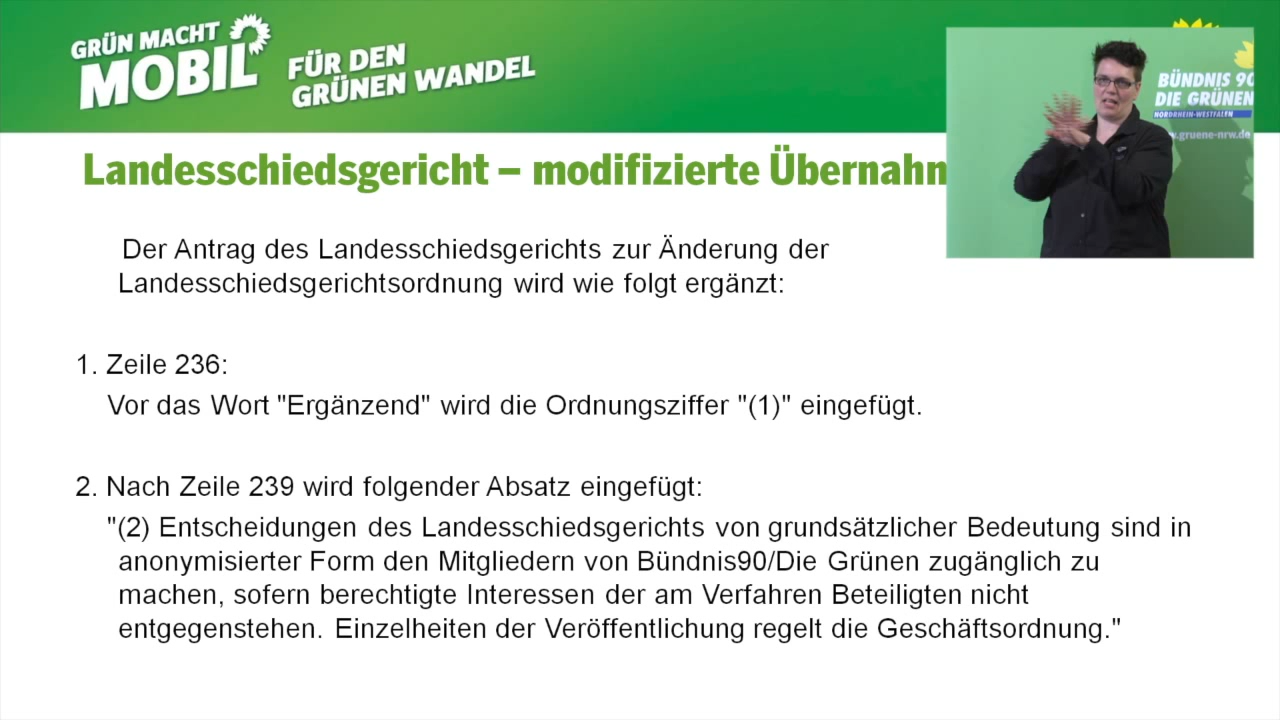 GRÜN MACHT
MOBIL
FÜR DEN
GRÜNEN WANDEL
BÜNDNIS 90
DIE GRÜNEN
NORDRHEIN-WESTFALEN
w.gruene-nrw.de
Landesschiedsgericht – modifizierte Übernahm
Der Antrag des Landesschiedsgerichts zur Änderung der
Landesschiedsgerichtsordnung wird wie folgt ergänzt:
1. Zeile 236:
Vor das Wort "Ergänzend" wird die Ordnungsziffer "(1)" eingefügt.
2. Nach Zeile 239 wird folgender Absatz eingefügt:
"(2) Entscheidungen des Landesschiedsgerichts von grundsätzlicher Bedeutung sind in
anonymisierter Form den Mitgliedern von Bündnis90/Die Grünen zugänglich zu
machen, sofern berechtigte Interessen der am Verfahren Beteiligten nicht
entgegenstehen. Einzelheiten der Veröffentlichung regelt die Geschäftsordnung."